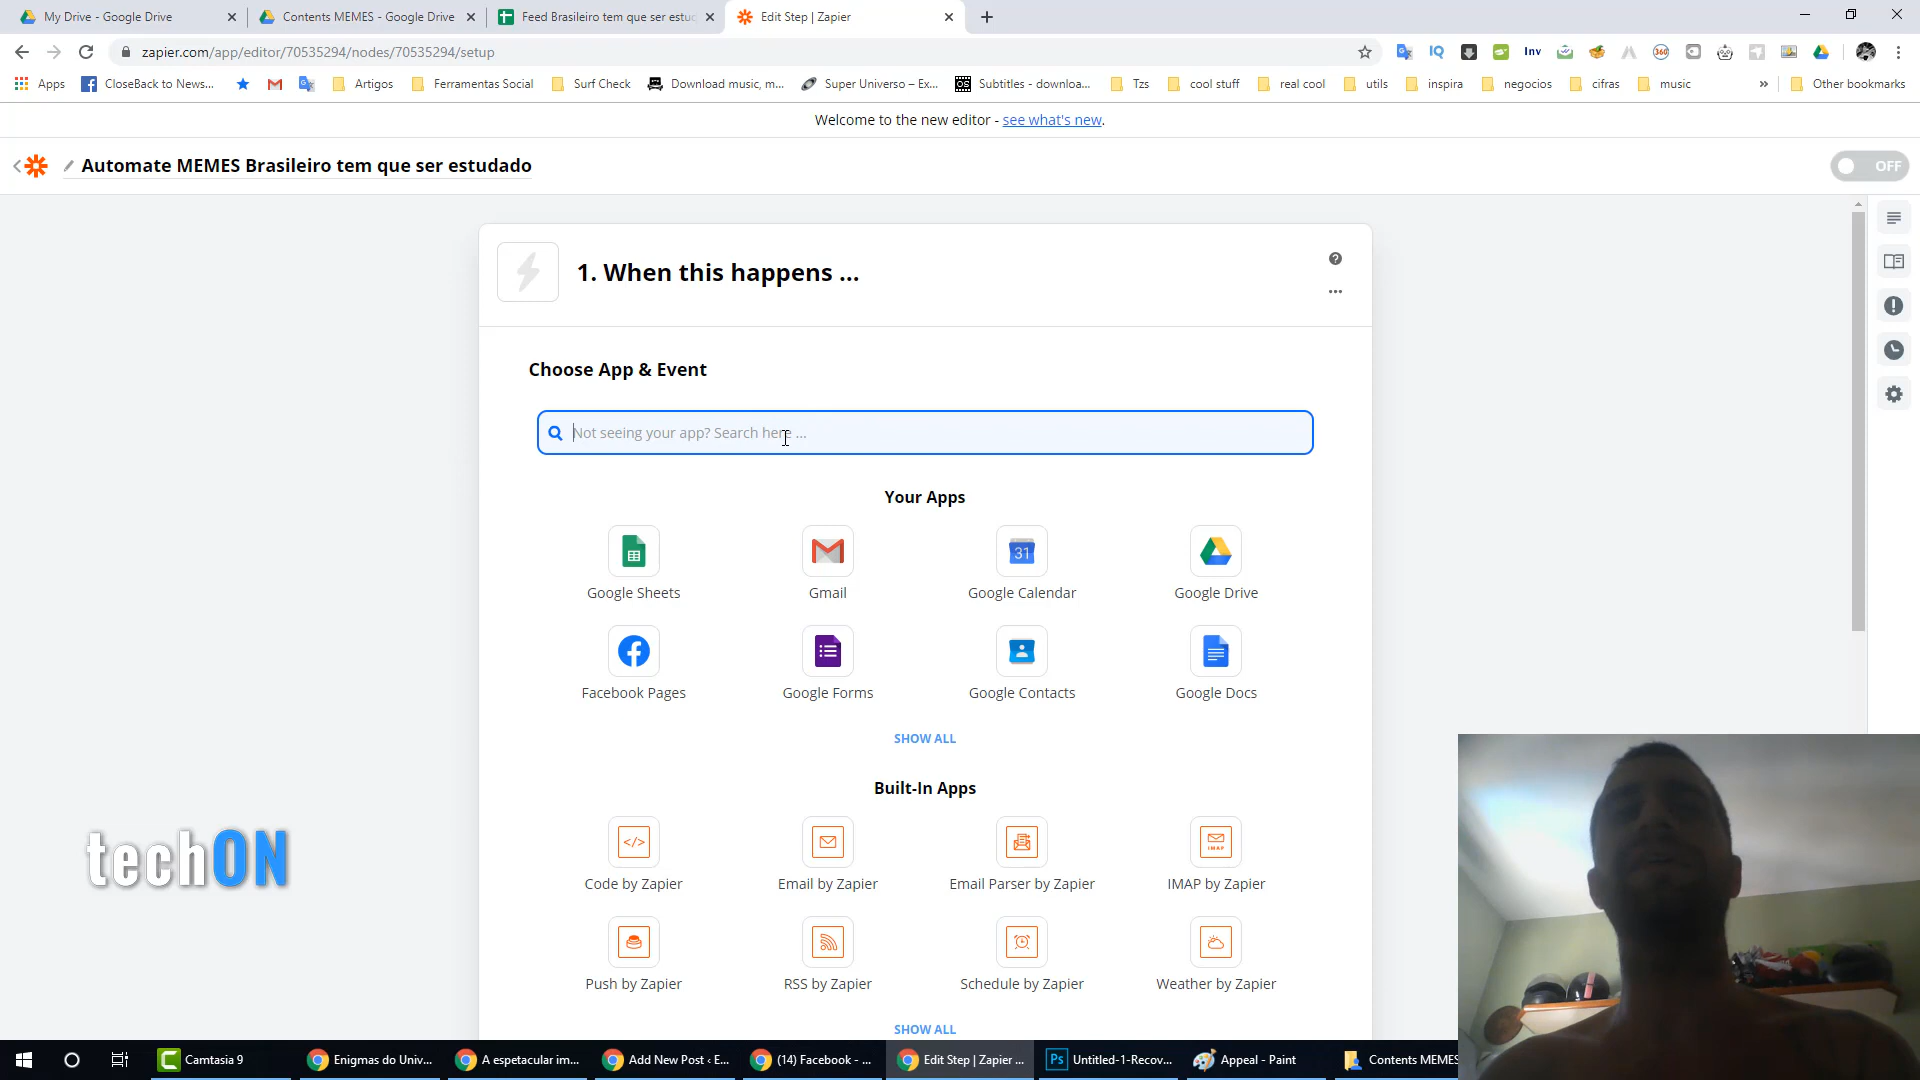 My Drive - Google Drive
Contents MEMES - Google Drive
Feed Brasileiro tem que ser estuc
Edit Step | Zapier
zapier.com/app/editor/70535294/nodes/70535294/setup
Inv
Apps
CloseBack to News...
Artigos
Ferramentas Social
Surf Check
Download music, m...
Super Universo – Ex...
Subtitles - downloa...
Tzs
cool stuff
real cool
utils
inspira
negocios
cifras
music
»
Other bookmarks
Welcome to the new editor - see what's new.
Automate MEMES Brasileiro tem que ser estudado
OFF
1. When this happens ...
Choose App & Event
Not seeing your app? Search here ...
Your Apps
Google Sheets
Gmail
31
Google Calendar
Google Drive
Facebook Pages
Google Forms
Google Contacts
Google Docs
SHOW ALL
Built-In Apps
Code by Zapier
Email by Zapier
Email Parser by Zapier
IMAP
IMAP by Zapier
Push by Zapier
RSS by Zapier
Schedule by Zapier
Weather by Zapier
SHOW ALL
techON
Camtasia 9
Enigmas do Univ...
A espetacular im...
Add New Post ‹ E...
(14) Facebook - ...
Edit Step | Zapier ...
Ps
Untitled-1-Recov...
Appeal - Paint
Contents MEMES